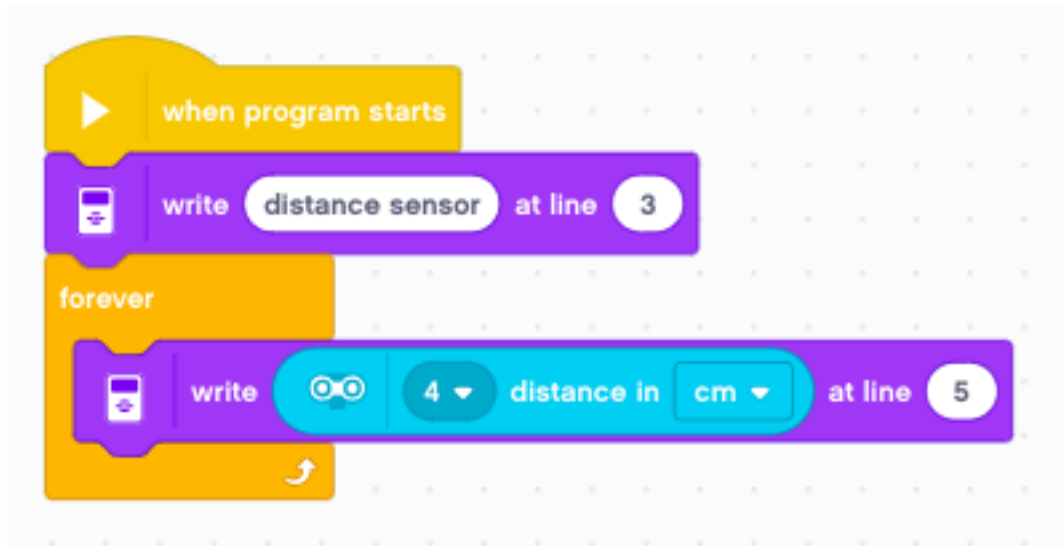 when program starts
write distance sensor at line 3
forever
write 4 distance in cm at line 5